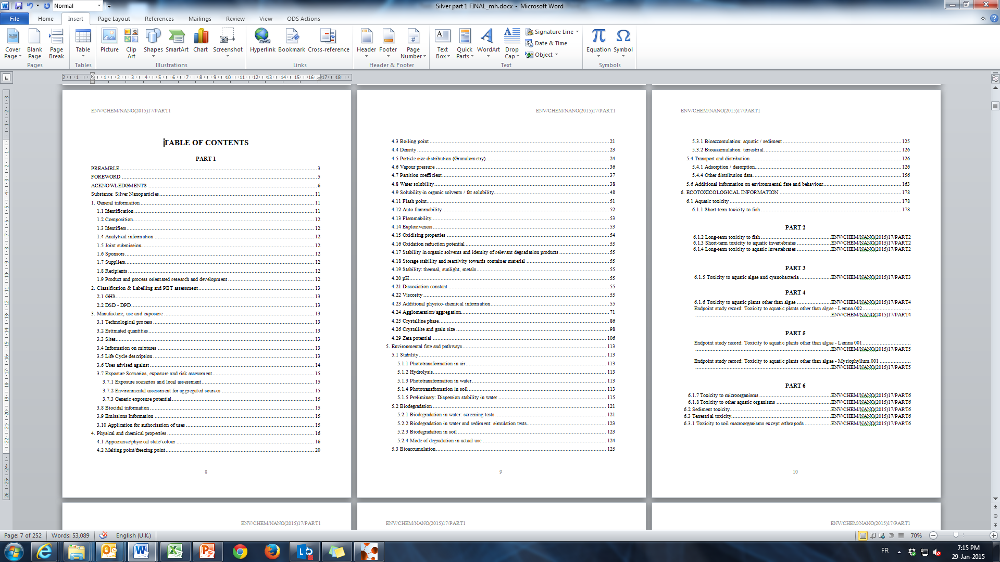 Normal
Silver part 1 FINAL_mh.docx - Microsoft Word
File Home Insert Page Layout References Mailings Review View ODS Actions
Cover Page Blank Page Page Break
Table
Picture Clip Art Shapes SmartArt Chart Screenshot
Hyperlink Bookmark Cross-reference
Header Footer Page Number
Text Box Quick Parts WordArt Drop Cap
Signature Line
Date & Time
Object
Equation Symbol
Pages Tables Illustrations Links Header & Footer Text Symbols
ENV/CHEM/NANO(2015)17/PART1
TABLE OF CONTENTS
PART 1
PREAMBLE 3
FOREWORD 5
ACKNOWLEDGMENTS 6
Substance: Silver Nanoparticles 11
1. General information 11
1.1 Identification 11
1.2 Composition 12
1.3 Identifiers 12
1.4 Analytical information 12
1.5 Joint submission 12
1.6 Sponsors 12
1.7 Suppliers 12
1.8 Recipients 12
1.9 Product and process orientated research and development 12
2. Classification & Labelling and PBT assessment 13
2.1 GHS 13
2.2 DSD - DPD 13
3. Manufacture, use and exposure 13
3.1 Technological process 13
3.2 Estimated quantities 13
3.3 Sites 13
3.4 Information on mixtures 13
3.5 Life Cycle description 13
3.6 Uses advised against 14
3.7 Exposure Scenarios, exposure and risk assessment 15
3.7.1 Exposure scenarios and local assessment 15
3.7.2 Environmental assessment for aggregated sources 15
3.7.3 Generic exposure potential 15
3.8 Biocidal information 15
3.9 Emissions Information 15
3.10 Application for authorisation of uses 15
4. Physical and chemical properties 16
4.1 Appearance/physical state/colour 16
4.2 Melting point/freezing point 20
8
ENV/CHEM/NANO(2015)17/PART1
4.3 Boiling point 21
4.4 Density 23
4.5 Particle size distribution (Granulometry) 24
4.6 Vapour pressure 36
4.7 Partition coefficient 37
4.8 Water solubility 38
4.9 Solubility in organic solvents / fat solubility 48
4.11 Flash point 51
4.12 Auto flammability 52
4.13 Flammability 53
4.14 Explosiveness 53
4.15 Oxidising properties 54
4.16 Oxidation reduction potential 55
4.17 Stability in organic solvents and identity of relevant degradation products 55
4.18 Storage stability and reactivity towards container material 55
4.19 Stability: thermal, sunlight, metals 55
4.20 pH 55
4.21 Dissociation constant 55
4.22 Viscosity 55
4.23 Additional physico-chemical information 55
4.24 Agglomeration/aggregation 71
4.25 Crystalline phase 86
4.26 Crystallite and grain size 98
4.29 Zeta potential 106
5. Environmental fate and pathways 113
5.1 Stability 113
5.1.1 Phototransformation in air 113
5.1.2 Hydrolysis 113
5.1.3 Phototransformation in water 113
5.1.4 Phototransformation in soil 113
5.1.5 Preliminary: Dispersion stability in water 115
5.2 Biodegradation 121
5.2.1 Biodegradation in water: screening tests 121
5.2.2 Biodegradation in water and sediment: simulation tests 123
5.2.3 Biodegradation in soil 123
5.2.4 Mode of degradation in actual use 124
5.3 Bioaccumulation 125
9
ENV/CHEM/NANO(2015)17/PART1
5.3.1 Bioaccumulation: aquatic / sediment 125
5.3.2 Bioaccumulation: terrestrial 126
5.4 Transport and distribution 126
5.4.1 Adsorption / desorption 126
5.4.4 Other distribution data 156
5.6 Additional information on environmental fate and behaviour 163
6. ECOTOXICOLOGICAL INFORMATION 178
6.1 Aquatic toxicity 178
6.1.1 Short-term toxicity to fish 178
PART 2
6.1.2 Long-term toxicity to fish ENV/CHEM/NANO(2015)17/PART2
6.1.3 Short-term toxicity to aquatic invertebrates ENV/CHEM/NANO(2015)17/PART2
6.1.4 Long-term toxicity to aquatic invertebrates ENV/CHEM/NANO(2015)17/PART2
PART 3
6.1.5 Toxicity to aquatic algae and cyanobacteria ENV/CHEM/NANO(2015)17/PART3
PART 4
6.1.6 Toxicity to aquatic plants other than algae ENV/CHEM/NANO(2015)17/PART4
Endpoint study record: Toxicity to aquatic plants other than algae - Lemna.002
ENV/CHEM/NANO(2015)17/PART4
PART 5
Endpoint study record: Toxicity to aquatic plants other than algae - Lemna 001
ENV/CHEM/NANO(2015)17/PART5
Endpoint study record: Toxicity to aquatic plants other than algae - Myriophyllum.001
ENV/CHEM/NANO(2015)17/PART5
PART 6
6.1.7 Toxicity to microorganisms ENV/CHEM/NANO(2015)17/PART6
6.1.8 Toxicity to other aquatic organisms ENV/CHEM/NANO(2015)17/PART6
6.2 Sediment toxicity ENV/CHEM/NANO(2015)17/PART6
6.3 Terrestrial toxicity ENV/CHEM/NANO(2015)17/PART6
6.3.1 Toxicity to soil macroorganisms except arthropods ENV/CHEM/NANO(2015)17/PART6
10
ENV/CHEM/NANO(2015)17/PART1
ENV/CHEM/NANO(2015)17/PART1
ENV/CHEM/NANO(2015)17/PART1
Page: 7 of 252 Words: 53,089 English (U.K.) 70%
FR 7:15 PM
29-Jan-2015